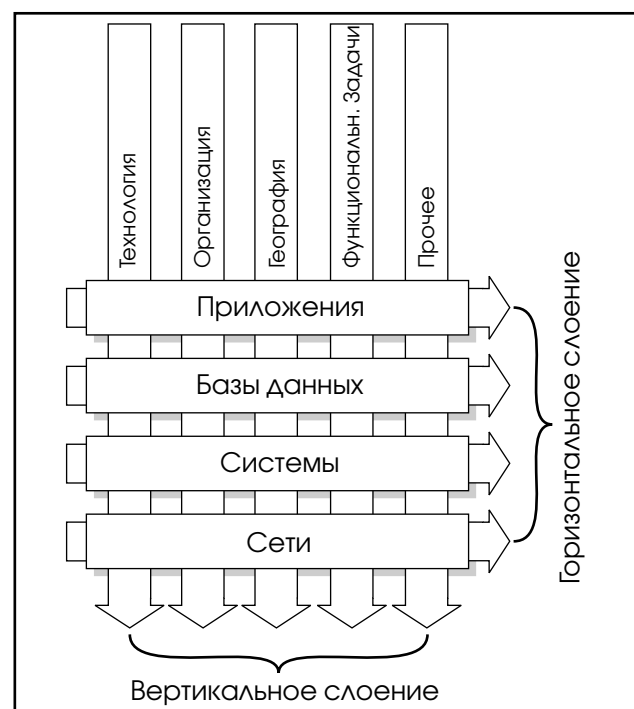 Технология
Организация
География
Функциональн. Задачи
Прочее
Приложения
Базы данных
Системы
Сети
Горизонтальное слоение
Вертикальное слоение